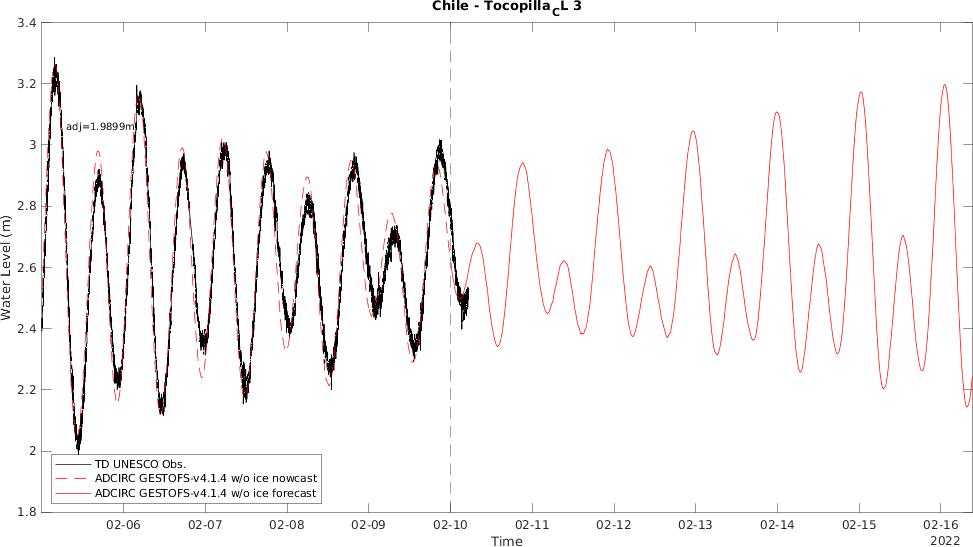 Chile - TocopillaCL 3
3.4
3.2
3
2.8
2.6
2.4
2.2
2
1.8
Water Level (m)
adj=1.9899m
TD UNESCO Obs.
ADCIRC GESTOFS-v4.1.4 w/o ice nowcast
ADCIRC GESTOFS-v4.1.4 w/o ice forecast
02-06 02-07 02-08 02-09 02-10 02-11 02-12 02-13 02-14 02-15 02-16
Time
2022